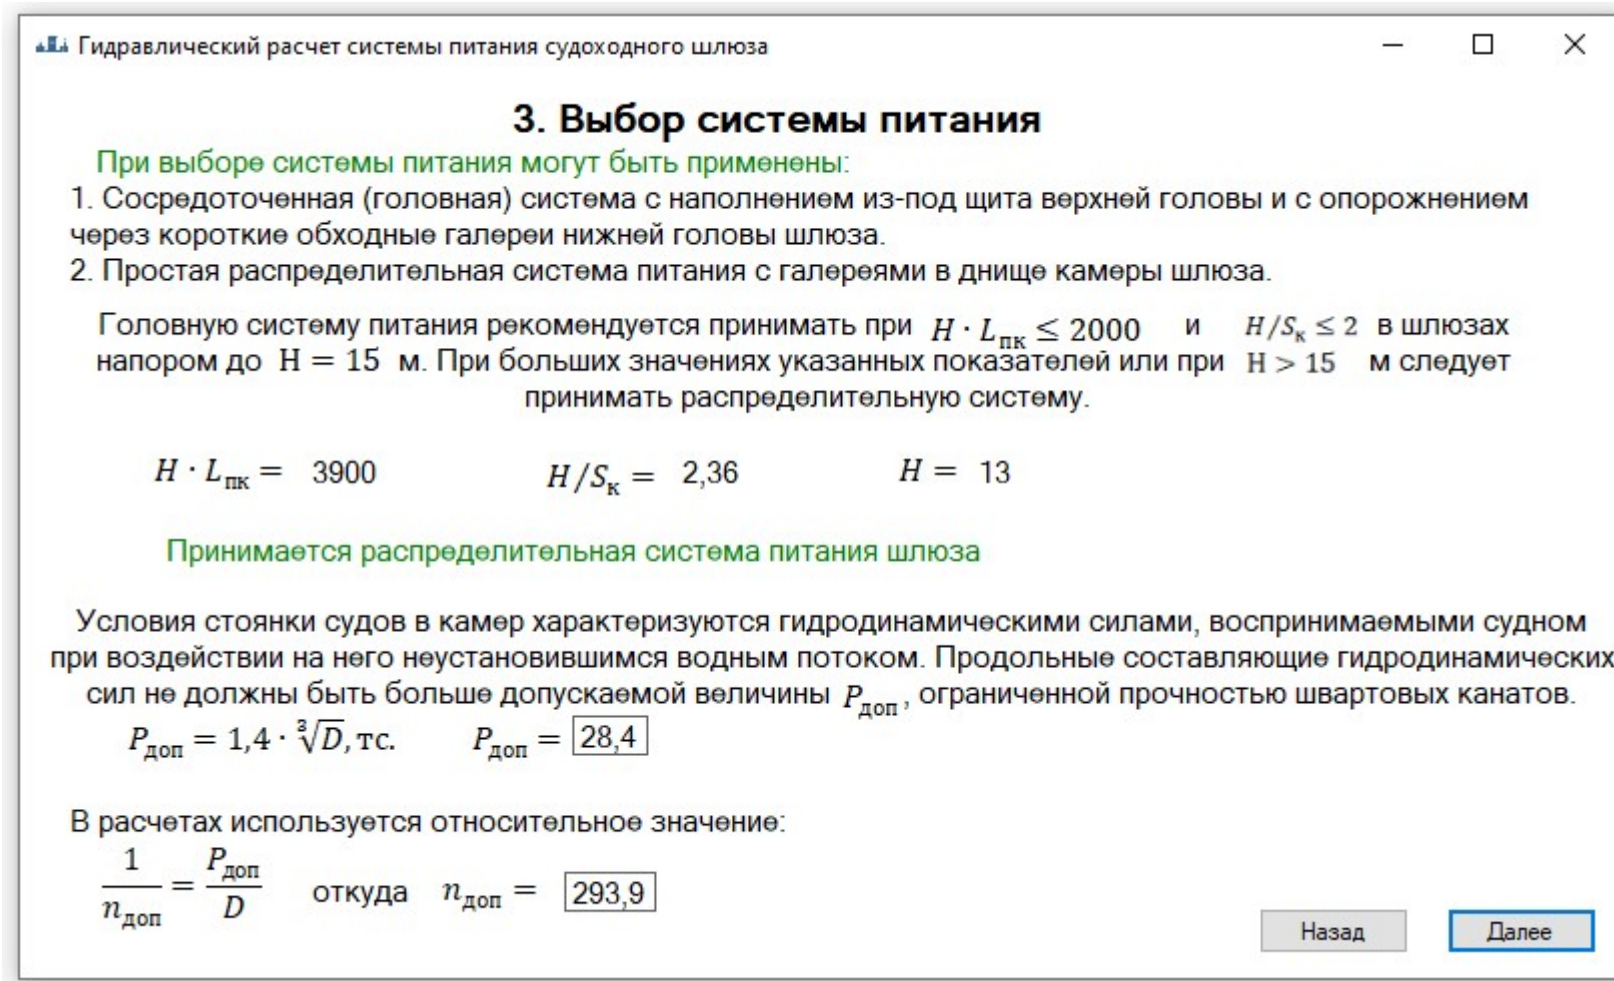 Гидравлический расчет системы питания судоходного шлюза
3. Выбор системы питания
При выборе системы питания могут быть применены:
1. Сосредоточенная (головная) система с наполнением из-под щита верхней головы и с опорожнением
через короткие обходные галереи нижней головы шлюза.
2. Простая распределительная система питания с галереями в днище камеры шлюза.
Головную систему питания рекомендуется принимать при H · Lпк ≤ 2000 и H/Sк ≤ 2 в шлюзах
напором до H = 15 м. При больших значениях указанных показателей или при H > 15 м следует
принимать распределительную систему.
H · Lпк = 3900 H/Sк = 2,36 H = 13
Принимается распределительная система питания шлюза
Условия стоянки судов в камер характеризуются гидродинамическими силами, воспринимаемыми судном
при воздействии на него неустановившимся водным потоком. Продольные составляющие гидродинамических
сил не должны быть больше допускаемой величины Pдоп, ограниченной прочностью швартовых канатов.
Pдоп = 1,4 · ∛D, тс. Pдоп = 28,4
В расчетах используется относительное значение:
1/nдоп = Pдоп/D откуда nдоп = 293,9
Назад Далее